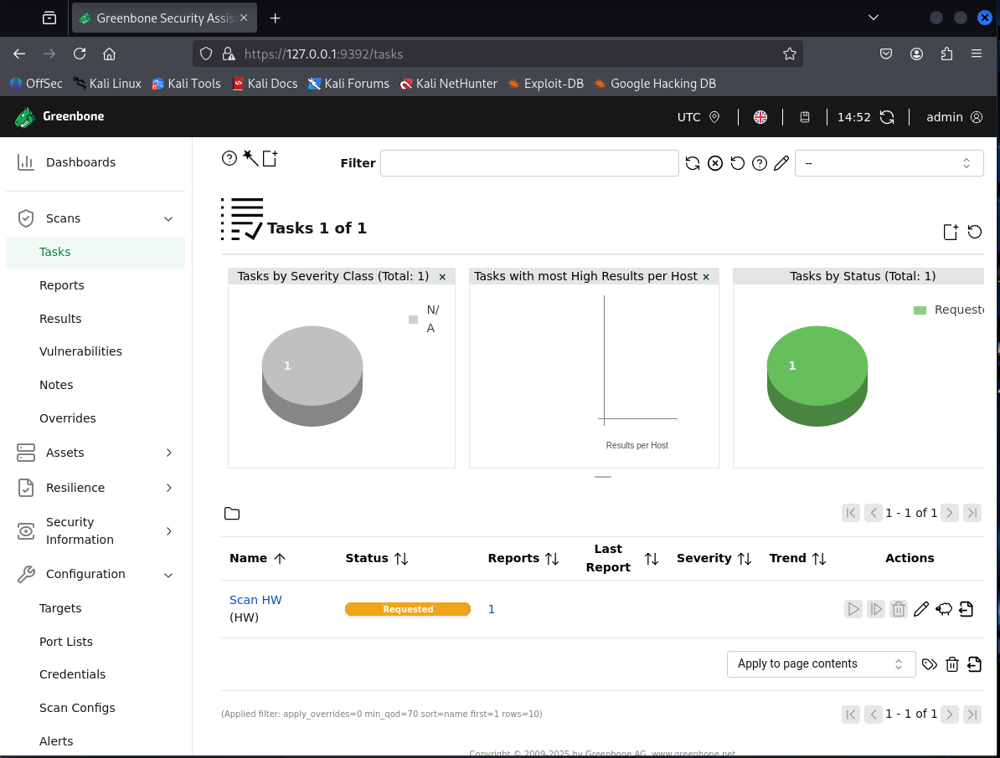 Greenbone Security Assis
https://127.0.0.1:9392/tasks
OffSec Kali Linux Kali Tools Kali Docs Kali Forums Kali NetHunter Exploit-DB Google Hacking DB
Greenbone
UTC
14:52
admin
Dashboards
Scans
Tasks
Reports
Results
Vulnerabilities
Notes
Overrides
Assets
Resilience
Security
Information
Configuration
Targets
Port Lists
Credentials
Scan Configs
Alerts
Filter
--
Tasks 1 of 1
Tasks by Severity Class (Total: 1)
N/
A
1
Tasks with most High Results per Host
Results per Host
Tasks by Status (Total: 1)
Requeste
1
1 - 1 of 1
Name Status Reports Last Report Severity Trend Actions
Scan HW
(HW)
Requested
1
Apply to page contents
(Applied filter: apply_overrides=0 min_qod=70 sort=name first=1 rows=10)
1 - 1 of 1
Copyright © 2009-2025 by Greenbone AG, www.greenbone.net